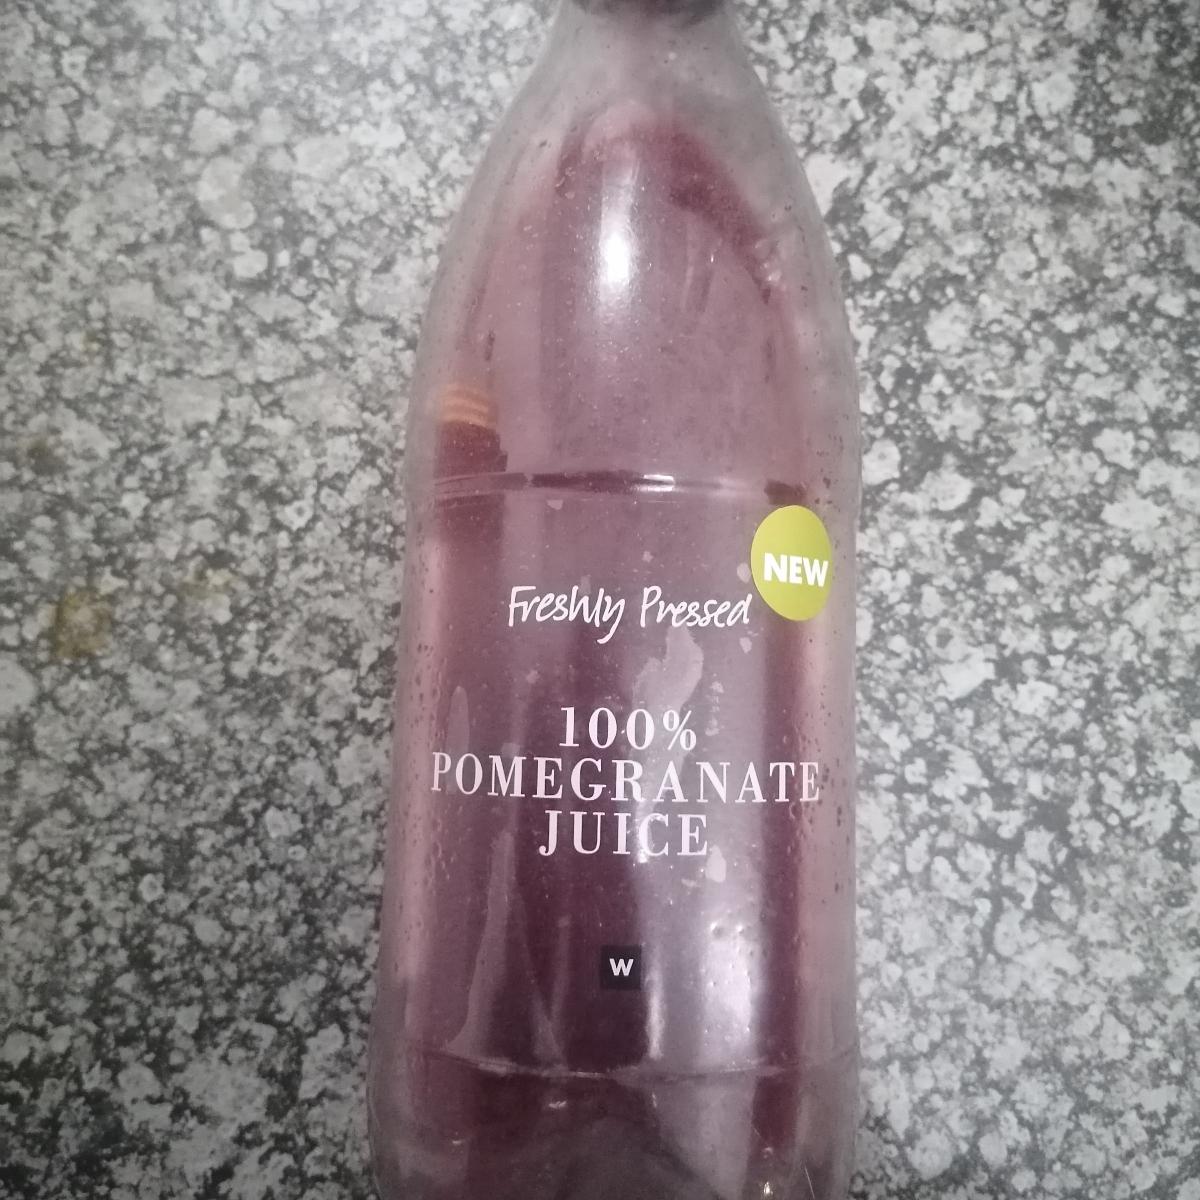 NEW
Freshly Pressed
100%
POMEGRANATE
JUICE
W